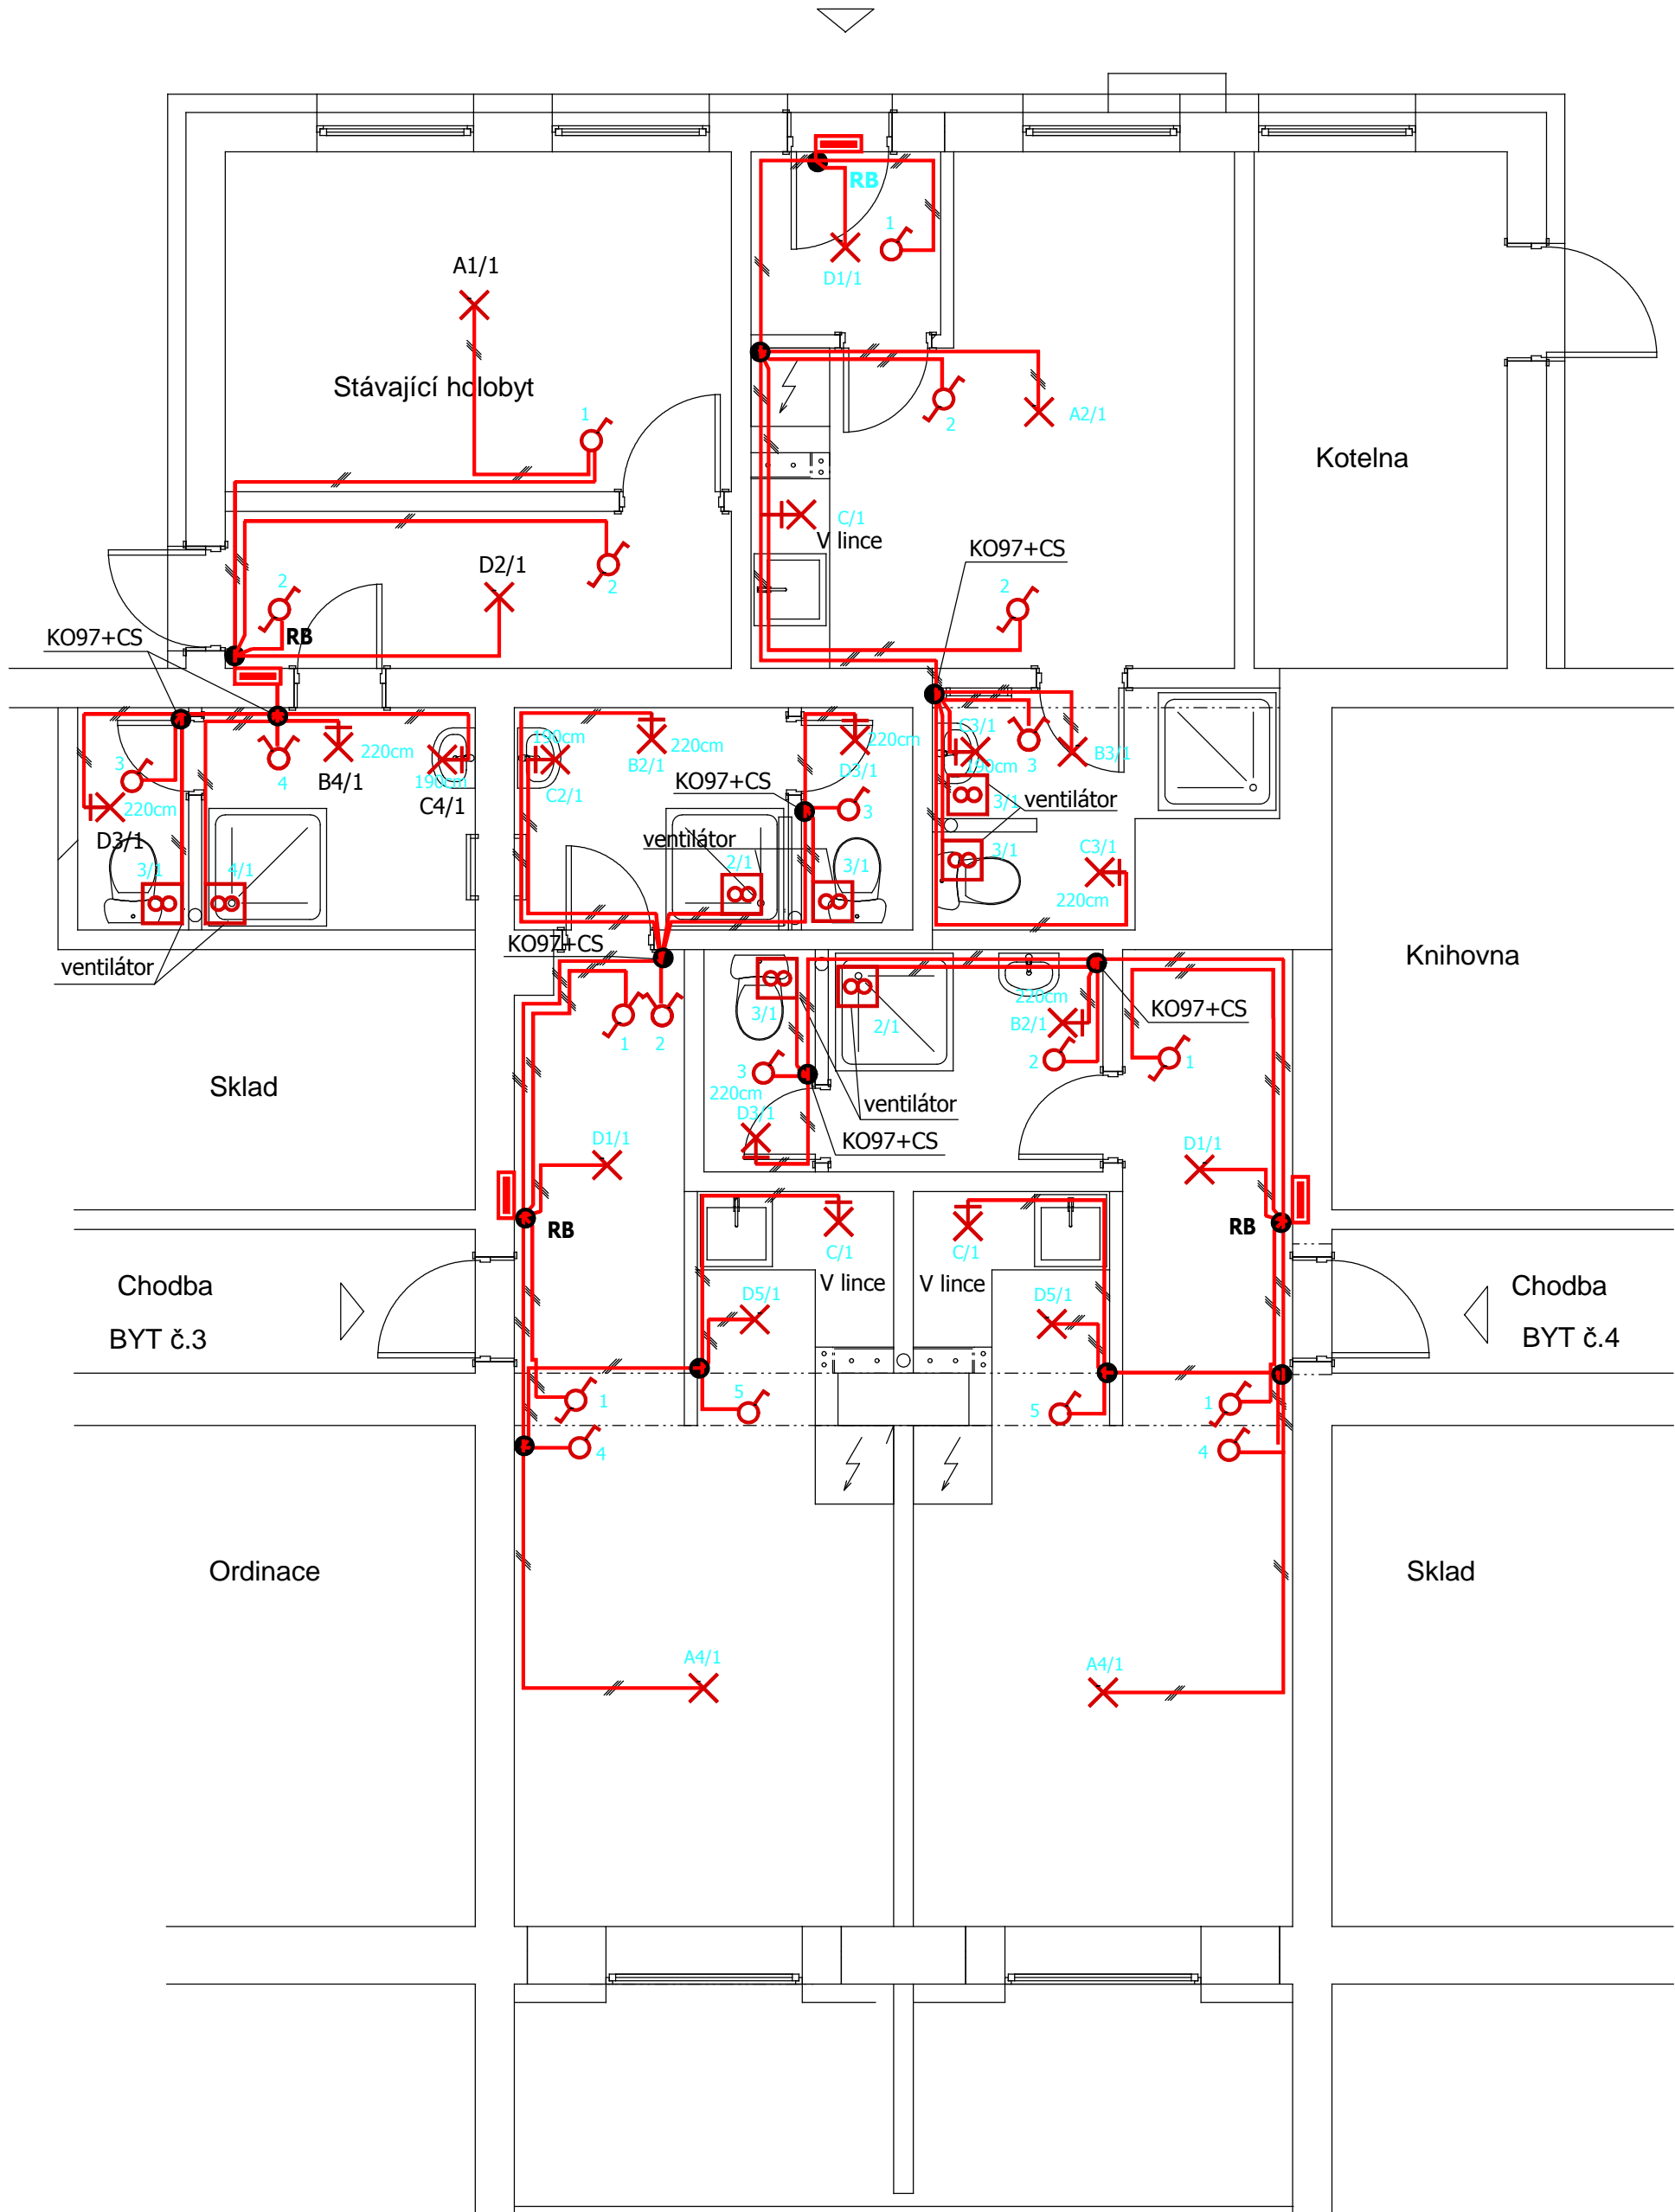 RB
1
D1/1
A1/1
Stávající holobyt
1
2
A2/1
Kotelna
C/1
V lince
KO97+CS
D2/1
2
2
2
RB
KO97+CS
C3/1
3
B3/1
190cm
3/1
ventilátor
3/1
C3/1
220cm
190cm
220cm
B2/1
C2/1
220cm
D3/1
KO97+CS
3
ventilátor
2/1
3/1
3
220cm
D3/1
4
220cm
B4/1
190cm
C4/1
3/1
4/1
ventilátor
KO97+CS
Knihovna
1
2
3/1
2/1
220cm
B2/1
2
KO97+CS
1
3
220cm
D3/1
ventilátor
KO97+CS
Sklad
D1/1
D1/1
RB
RB
C/1
V lince
C/1
V lince
Chodba
BYT č.3
Chodba
BYT č.4
D5/1
D5/1
1
5
5
1
4
4
Ordinace
Sklad
A4/1
A4/1